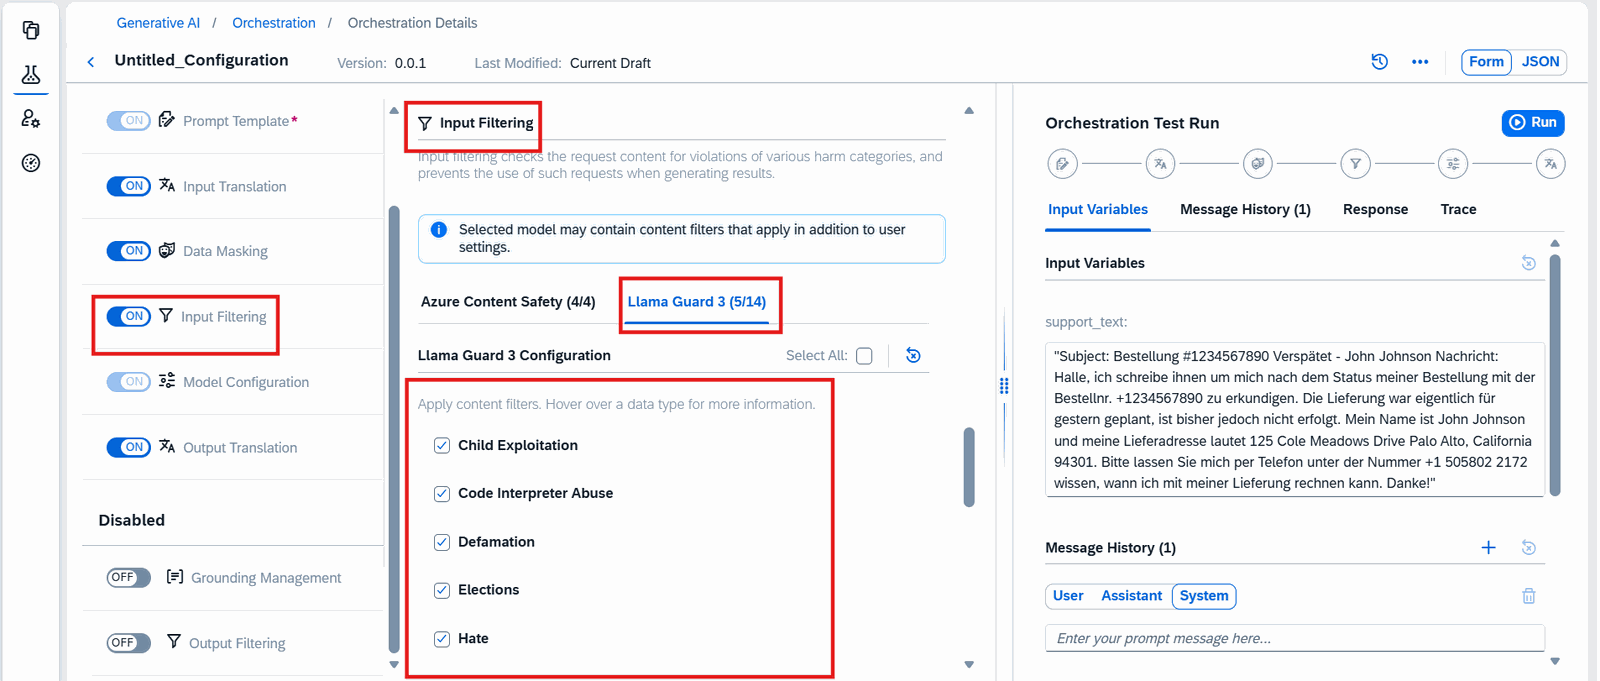 Generative AI / Orchestration / Orchestration Details
Untitled_Configuration Version: 0.0.1 Last Modified: Current Draft
Form JSON
ON Prompt Template*
ON Input Translation
ON Data Masking
ON Input Filtering
ON Model Configuration
ON Output Translation
Disabled
OFF Grounding Management
OFF Output Filtering
Input Filtering
Input filtering checks the request content for violations of various harm categories, and
prevents the use of such requests when generating results.
Selected model may contain content filters that apply in addition to user
settings.
Azure Content Safety (4/4) Llama Guard 3 (5/14)
Llama Guard 3 Configuration Select All:
Apply content filters. Hover over a data type for more information.
Child Exploitation
Code Interpreter Abuse
Defamation
Elections
Hate
Orchestration Test Run Run
Input Variables Message History (1) Response Trace
Input Variables
support_text:
"Subject: Bestellung #1234567890 Verspätet - John Johnson Nachricht:
Halle, ich schreibe ihnen um mich nach dem Status meiner Bestellung mit der
Bestellnr. +1234567890 zu erkundigen. Die Lieferung war eigentlich für
gestern geplant, ist bisher jedoch nicht erfolgt. Mein Name ist John Johnson
und meine Lieferadresse lautet 125 Cole Meadows Drive Palo Alto, California
94301. Bitte lassen Sie mich per Telefon unter der Nummer +1 505802 2172
wissen, wann ich mit meiner Lieferung rechnen kann. Danke!"
Message History (1)
User Assistant System
Enter your prompt message here...